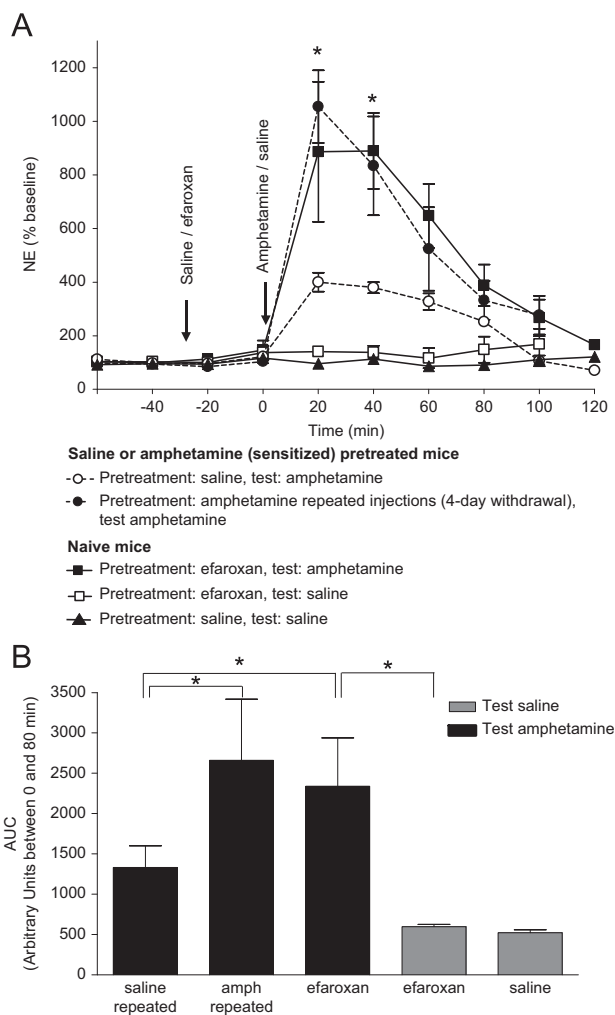 A
NE (% baseline)
1200
1000
800
600
400
200
100
0
Saline / efaroxan
Amphetamine / saline
*
*
-40 -20 0 20 40 60 80 100 120
Time (min)
Saline or amphetamine (sensitized) pretreated mice
Pretreatment: saline, test: amphetamine
Pretreatment: amphetamine repeated injections (4-day withdrawal),
test amphetamine
Naive mice
Pretreatment: efaroxan, test: amphetamine
Pretreatment: efaroxan, test: saline
Pretreatment: saline, test: saline
B
AUC
(Arbitrary Units between 0 and 80 min)
3500
3000
2500
2000
1500
1000
500
0
*
*
*
Test saline
Test amphetamine
saline repeated
amph repeated
efaroxan
efaroxan
saline